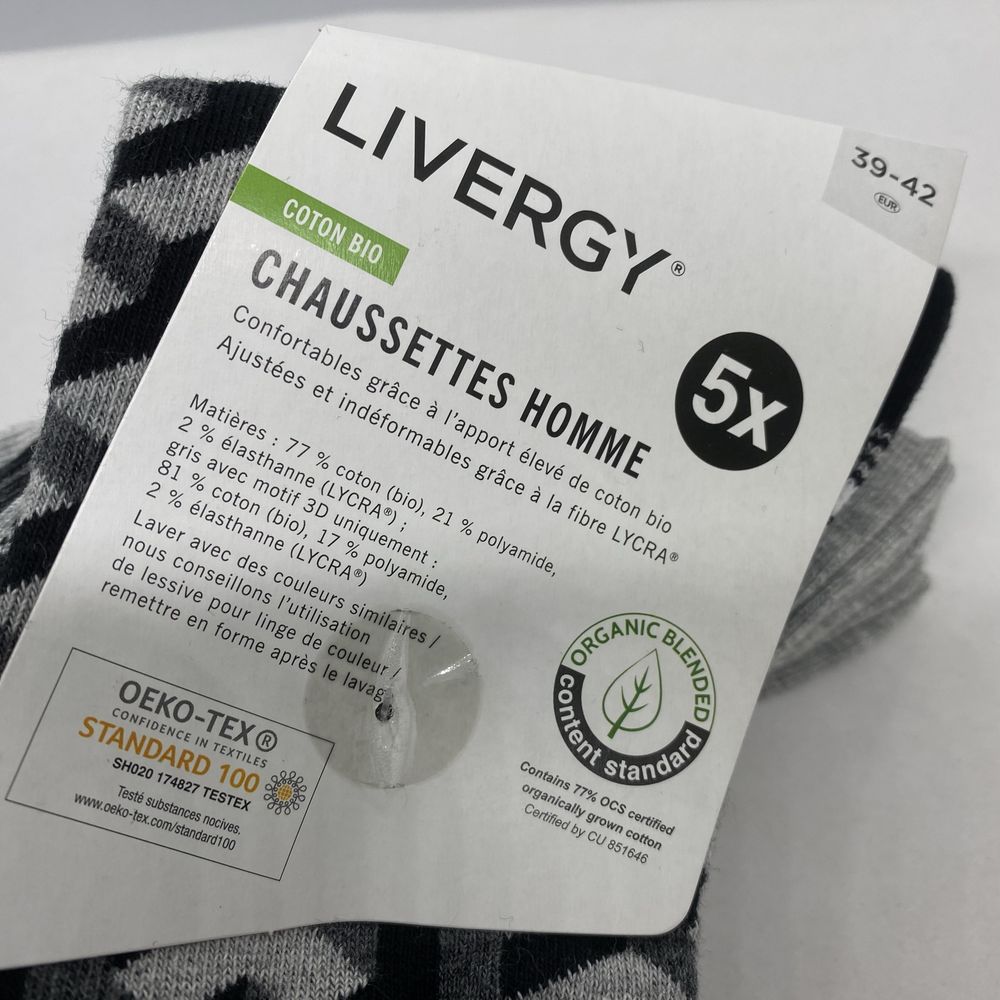 LIVERGY®
39-42
EUR
COTON BIO
CHAUSSETTES HOMME
5x
Confortables grâce à l'apport élevé de coton bio
Ajustées et indéformables grâce à la fibre LYCRA®
Matières : 77 % coton (bio), 21 % polyamide,
2 % élasthanne (LYCRA®) ;
gris avec motif 3D uniquement :
81 % coton (bio), 17 % polyamide,
2 % élasthanne (LYCRA®)
Laver avec des couleurs similaires /
nous conseillons l'utilisation
de lessive pour linge de couleur /
remettre en forme après le lavag
OEKO-TEX®
CONFIDENCE IN TEXTILES
STANDARD 100
SH020 174827 TESTEX
Testé substances nocives.
www.oeko-tex.com/standard100
ORGANIC BLENDED
content standard
Contains 77% OCS certified
organically grown cotton
Certified by CU 851646